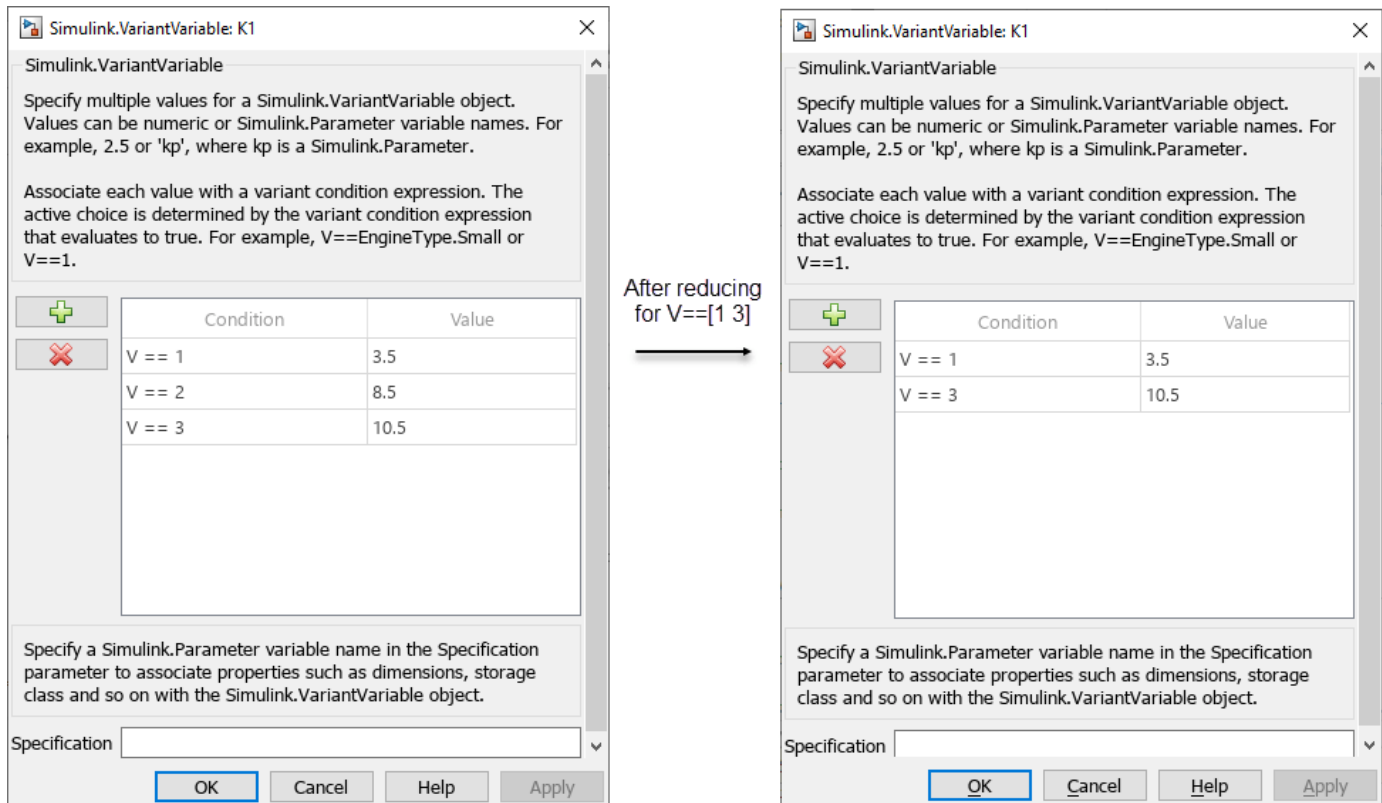 Simulink.VariantVariable: K1
Simulink.VariantVariable
Specify multiple values for a Simulink.VariantVariable object.
Values can be numeric or Simulink.Parameter variable names. For
example, 2.5 or 'kp', where kp is a Simulink.Parameter.
Associate each value with a variant condition expression. The
active choice is determined by the variant condition expression
that evaluates to true. For example, V==EngineType.Small or
V==1.
Condition Value
V == 1 3.5
V == 2 8.5
V == 3 10.5
Specify a Simulink.Parameter variable name in the Specification
parameter to associate properties such as dimensions, storage
class and so on with the Simulink.VariantVariable object.
Specification
OK Cancel Help Apply
After reducing
for V==[1 3]
Simulink.VariantVariable: K1
Simulink.VariantVariable
Specify multiple values for a Simulink.VariantVariable object.
Values can be numeric or Simulink.Parameter variable names. For
example, 2.5 or 'kp', where kp is a Simulink.Parameter.
Associate each value with a variant condition expression. The
active choice is determined by the variant condition expression
that evaluates to true. For example, V==EngineType.Small or
V==1.
Condition Value
V == 1 3.5
V == 3 10.5
Specify a Simulink.Parameter variable name in the Specification
parameter to associate properties such as dimensions, storage
class and so on with the Simulink.VariantVariable object.
Specification
OK Cancel Help Apply